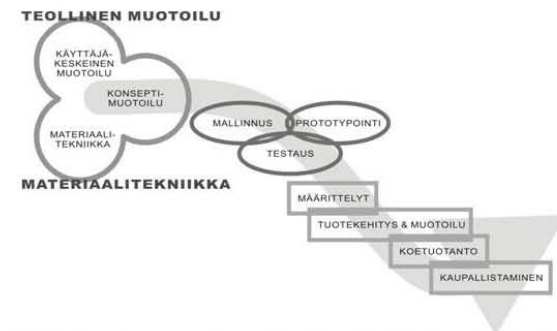 TEOLLINEN MUOTOILU
KÄYTTÄJÄ-
KESKEINEN
MUOTOILU
KONSEPTI-
MUOTOILU
MATERIAALI-
TEKNIIKKA
MATERIAALITEKNIIKKA
MALLINNUS
PROTOTYPOINTI
TESTAUS
MÄÄRITTELYT
TUOTEKEHITYS & MUOTOILU
KOETUOTANTO
KAUPALLISTAMINEN